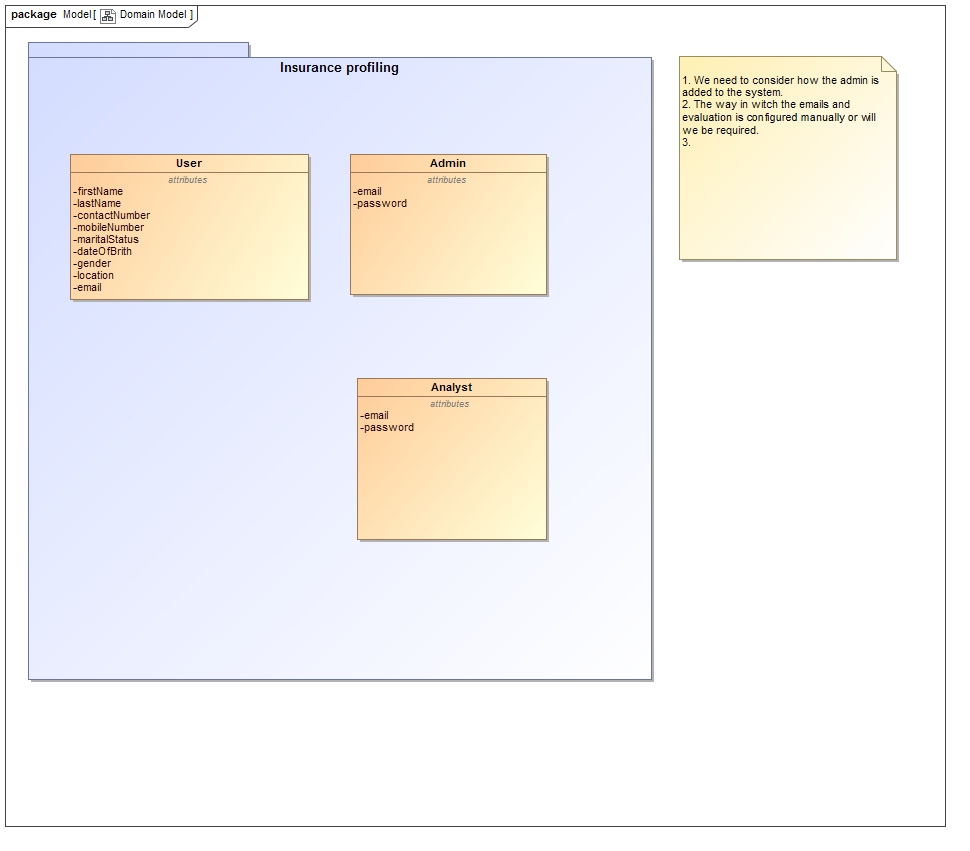 package Model[ Domain Model ]
Insurance profiling
User
attributes
-firstName
-lastName
-contactNumber
-mobileNumber
-maritalStatus
-dateOfBrith
-gender
-location
-email
Admin
attributes
-email
-password
Analyst
attributes
-email
-password
1. We need to consider how the admin is
added to the system.
2. The way in witch the emails and
evaluation is configured manually or will
we be required.
3.